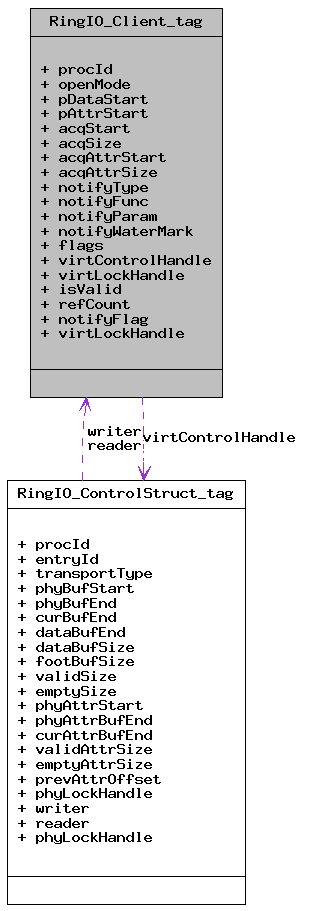 RingIO_Client_tag
+ procId
+ openMode
+ pDataStart
+ pAttrStart
+ acqStart
+ acqSize
+ acqAttrStart
+ acqAttrSize
+ notifyType
+ notifyFunc
+ notifyParam
+ notifyWaterMark
+ flags
+ virtControlHandle
+ virtLockHandle
+ isValid
+ refCount
+ notifyFlag
+ virtLockHandle
writer
reader
virtControlHandle
RingIO_ControlStruct_tag
+ procId
+ entryId
+ transportType
+ phyBufStart
+ phyBufEnd
+ curBufEnd
+ dataBufEnd
+ dataBufSize
+ footBufSize
+ validSize
+ emptySize
+ phyAttrStart
+ phyAttrBufEnd
+ curAttrBufEnd
+ validAttrSize
+ emptyAttrSize
+ prevAttrOffset
+ phyLockHandle
+ writer
+ reader
+ phyLockHandle